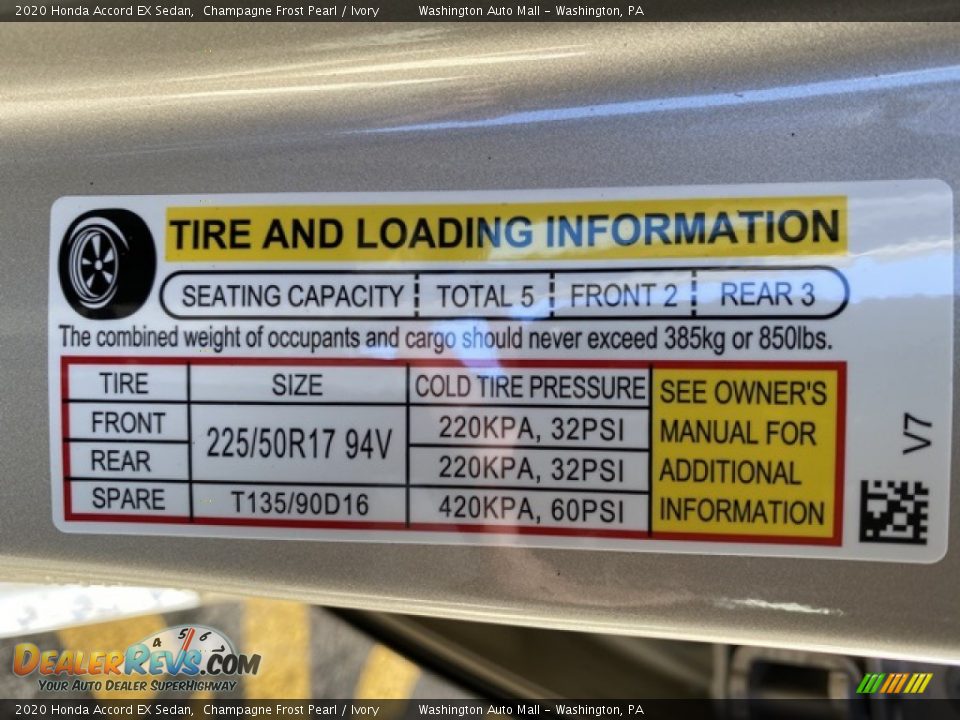 2020 Honda Accord EX Sedan, Champagne Frost Pearl / Ivory Washington Auto Mall - Washington, PA
TIRE AND LOADING INFORMATION
SEATING CAPACITY TOTAL 5 FRONT 2 REAR 3
The combined weight of occupants and cargo should never exceed 385kg or 850lbs.
TIRE SIZE COLD TIRE PRESSURE
FRONT 225/50R17 94V 220KPA, 32PSI
REAR 220KPA, 32PSI
SPARE T135/90D16 420KPA, 60PSI
SEE OWNER'S
MANUAL FOR
ADDITIONAL
INFORMATION
V7
4 5 6
DEALERREVS.COM
YOUR AUTO DEALER SUPERHIGHWAY
2020 Honda Accord EX Sedan, Champagne Frost Pearl / Ivory Washington Auto Mall - Washington, PA